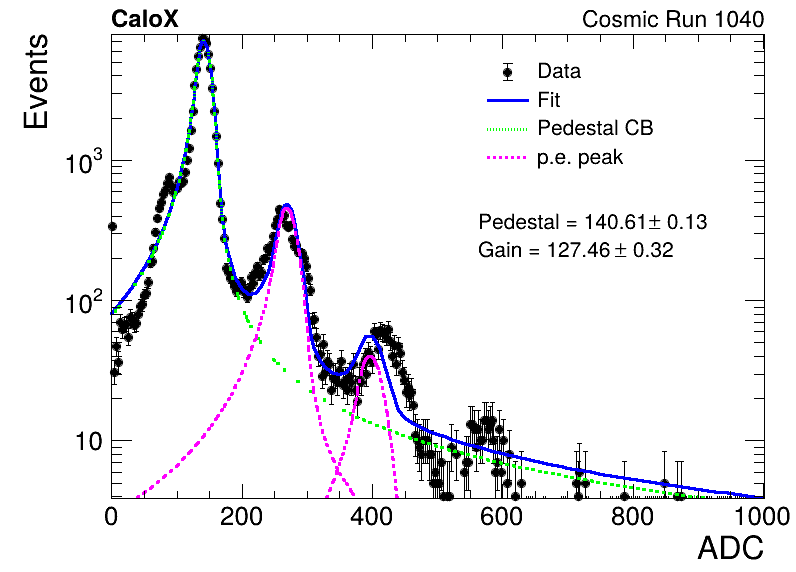 CaloX Cosmic Run 1040
Events
Data
Fit
Pedestal CB
p.e. peak
Pedestal = 140.61± 0.13
Gain = 127.46± 0.32
10³
10²
10
0 200 400 600 800 1000
ADC